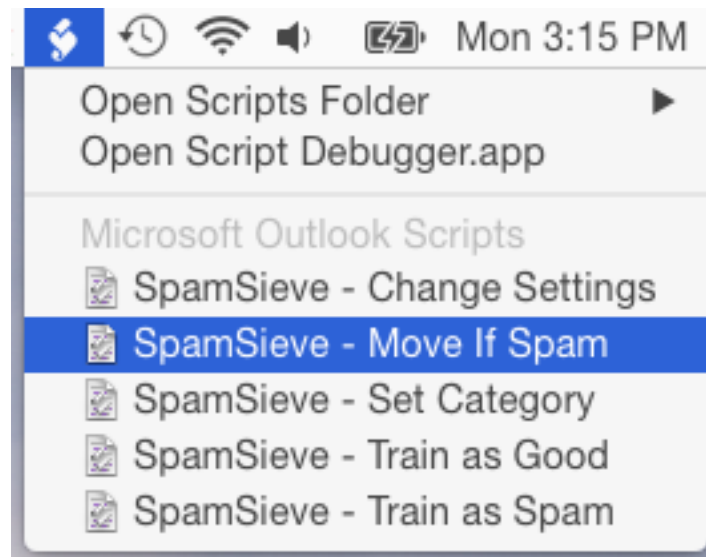 Mon 3:15 PM
Open Scripts Folder
Open Script Debugger.app
Microsoft Outlook Scripts
SpamSieve - Change Settings
SpamSieve - Move If Spam
SpamSieve - Set Category
SpamSieve - Train as Good
SpamSieve - Train as Spam